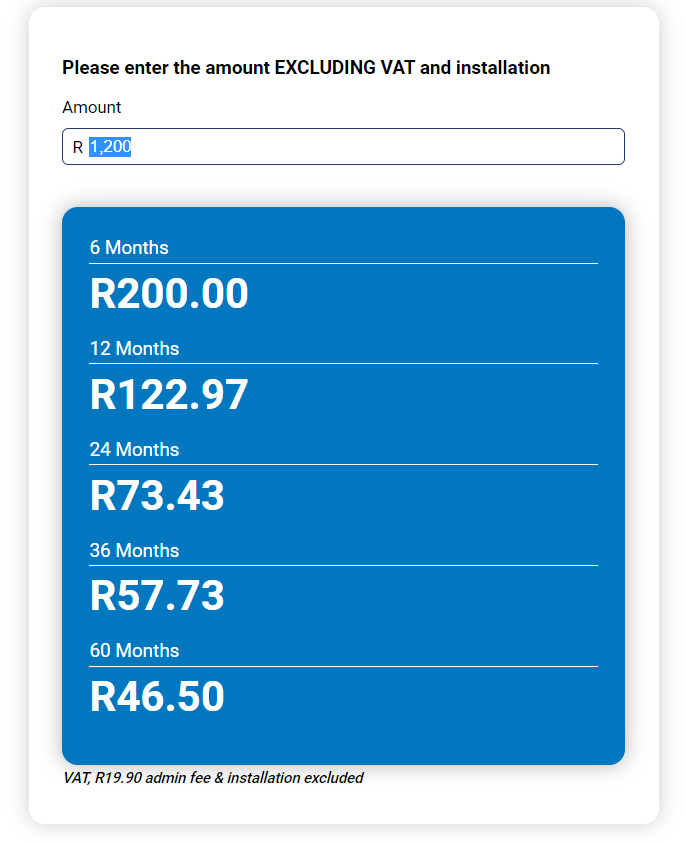 Please enter the amount EXCLUDING VAT and installation
Amount
R 1,200
6 Months
R200.00
12 Months
R122.97
24 Months
R73.43
36 Months
R57.73
60 Months
R46.50
VAT, R19.90 admin fee & installation excluded